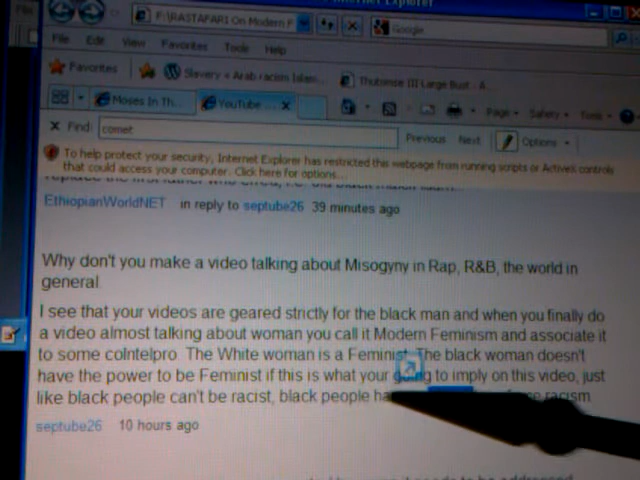 Internet Explorer
F:\RASTAFARI On Modern F
Google
File Edit View Favorites Tools Help
Favorites Slavery « Arab racism Islam... Thutmose III Large Bust : A...
Moses In Th... YouTube ... x
Page Safety Tools
x Find: comet Previous Next Options
To help protect your security, Internet Explorer has restricted this webpage from running scripts or ActiveX controls
that could access your computer. Click here for options...
EthiopianWorldNET in reply to septube26 39 minutes ago
Why don't you make a video talking about Misogyny in Rap, R&B, the world in
general
I see that your videos are geared strictly for the black man and when you finally do
a video almost talking about woman you call it Modern Feminism and associate it
to some coIntelpro. The White woman is a Feminist. The black woman doesn't
have the power to be Feminist if this is what your going to imply on this video, just
like black people can't be racist, black people racism
septube26 10 hours ago